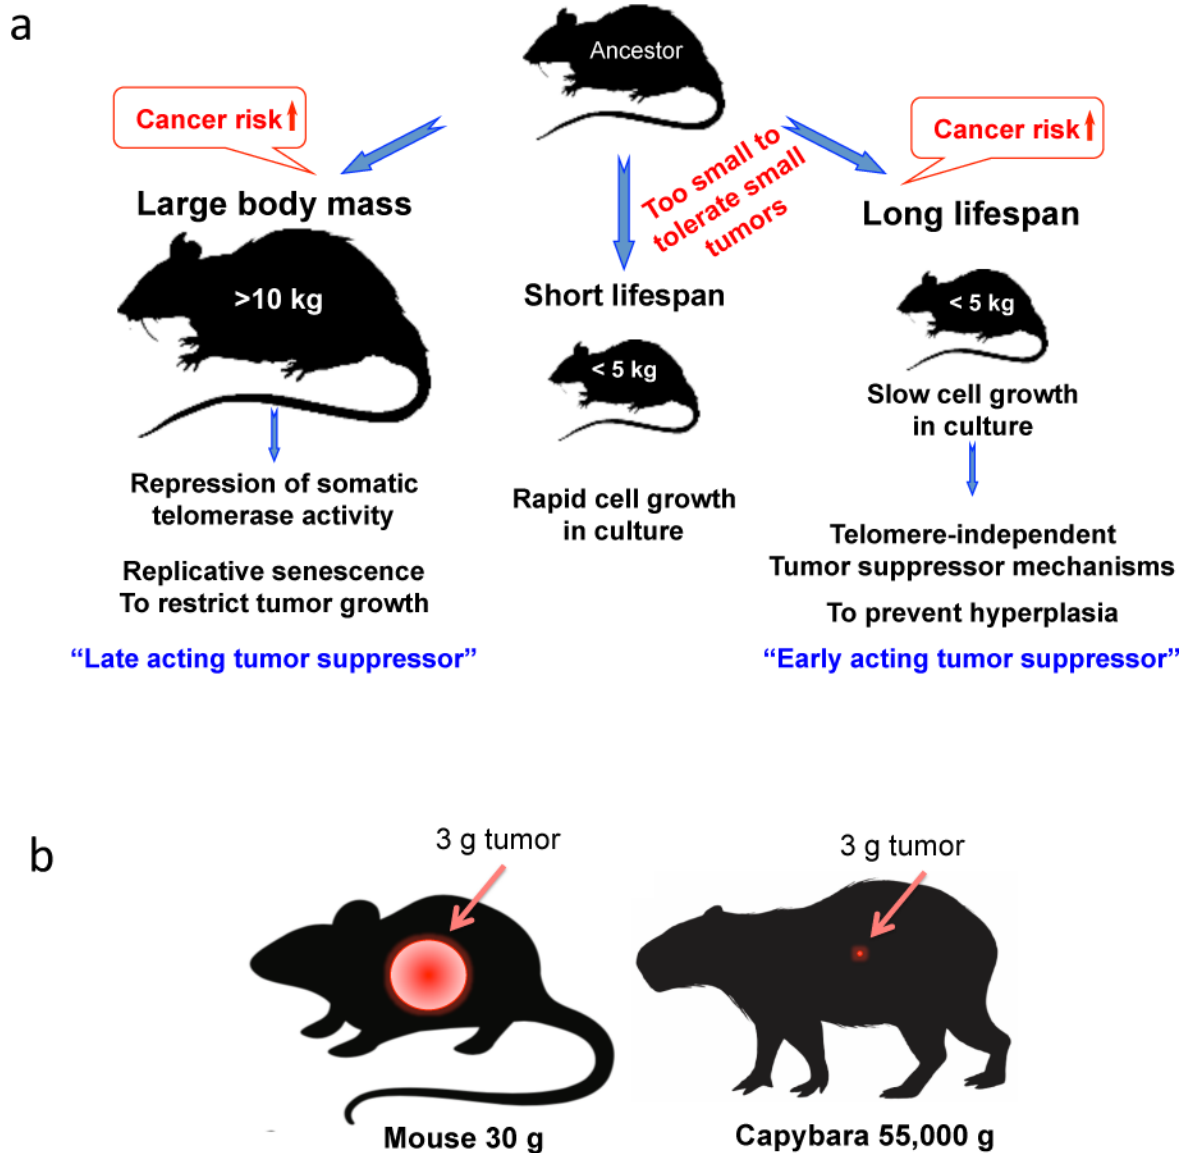 a
Ancestor
Cancer risk
Large body mass
>10 kg
Repression of somatic
telomerase activity
Replicative senescence
To restrict tumor growth
“Late acting tumor suppressor”
Short lifespan
< 5 kg
Rapid cell growth
in culture
Too small to
tolerate small
tumors
Cancer risk
Long lifespan
< 5 kg
Slow cell growth
in culture
Telomere-independent
Tumor suppressor mechanisms
To prevent hyperplasia
“Early acting tumor suppressor”
b
3 g tumor
Mouse 30 g
3 g tumor
Capybara 55,000 g